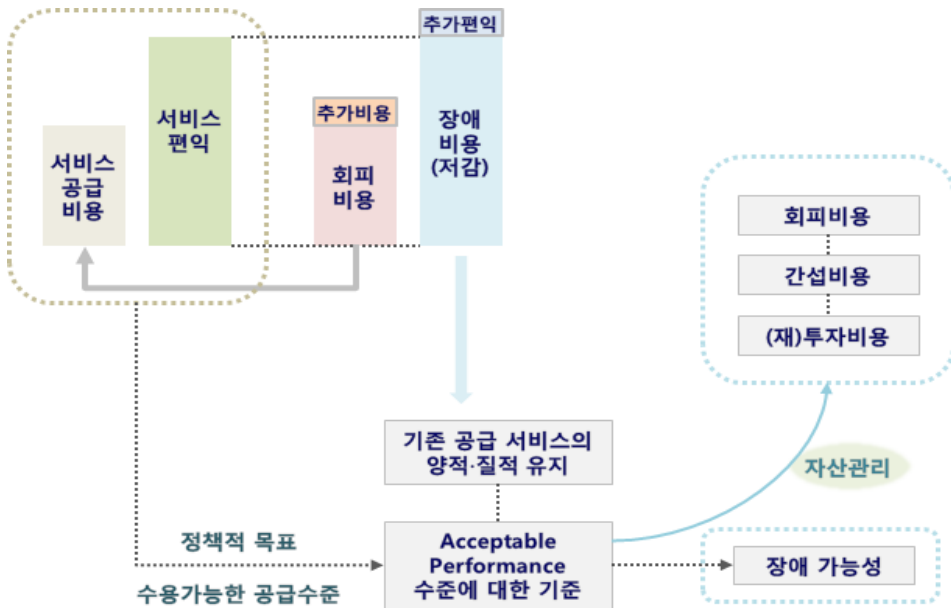 서비스
공급
비용
서비스
편익
추가비용
회피
비용
추가편익
장애
비용
(저감)
회피비용
간섭비용
(재)투자비용
기존 공급 서비스의
양적·질적 유지
자산관리
정책적 목표
수용가능한 공급수준
Acceptable
Performance
수준에 대한 기준
장애 가능성